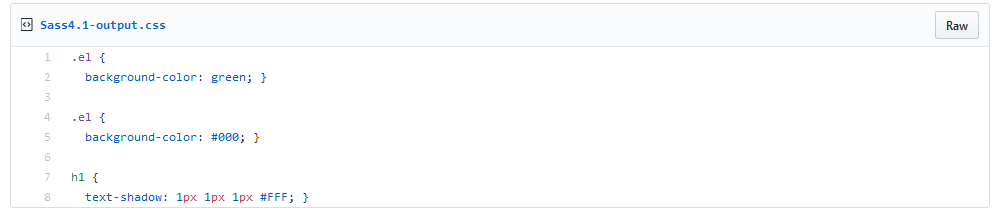 Sass4.1-output.css
Raw
1 .el {
2 background-color: green; }
3
4 .el {
5 background-color: #000; }
6
7 h1 {
8 text-shadow: 1px 1px 1px #FFF; }